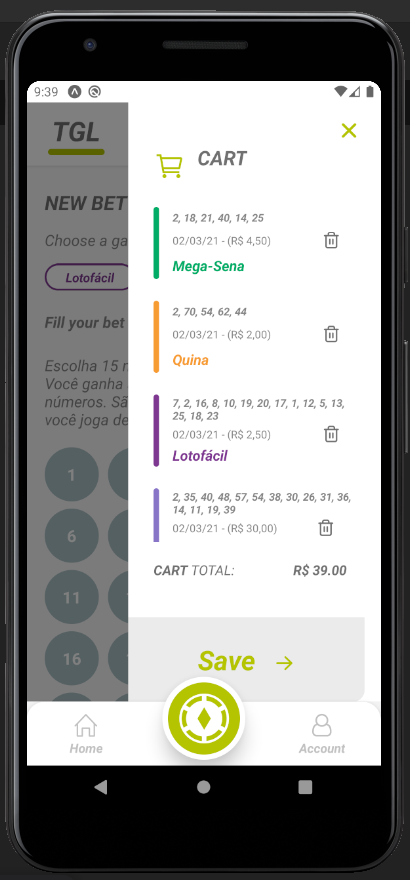 9:39
TGL
CART
NEW BET
Choose a ga
Lotofácil
Fill your bet
Escolha 15 n
Você ganha
números. Sã
você joga de
1
6
11
16
2, 18, 21, 40, 14, 25
02/03/21 - (R$ 4,50)
Mega-Sena
2, 70, 54, 62, 44
02/03/21 - (R$ 2,00)
Quina
7, 2, 16, 8, 10, 19, 20, 17, 1, 12, 5, 13,
25, 18, 23
02/03/21 - (R$ 2,50)
Lotofácil
2, 35, 40, 48, 57, 54, 38, 30, 26, 31, 36,
14, 11, 19, 39
02/03/21 - (R$ 30,00)
CART TOTAL: R$ 39.00
Save →
Home Account